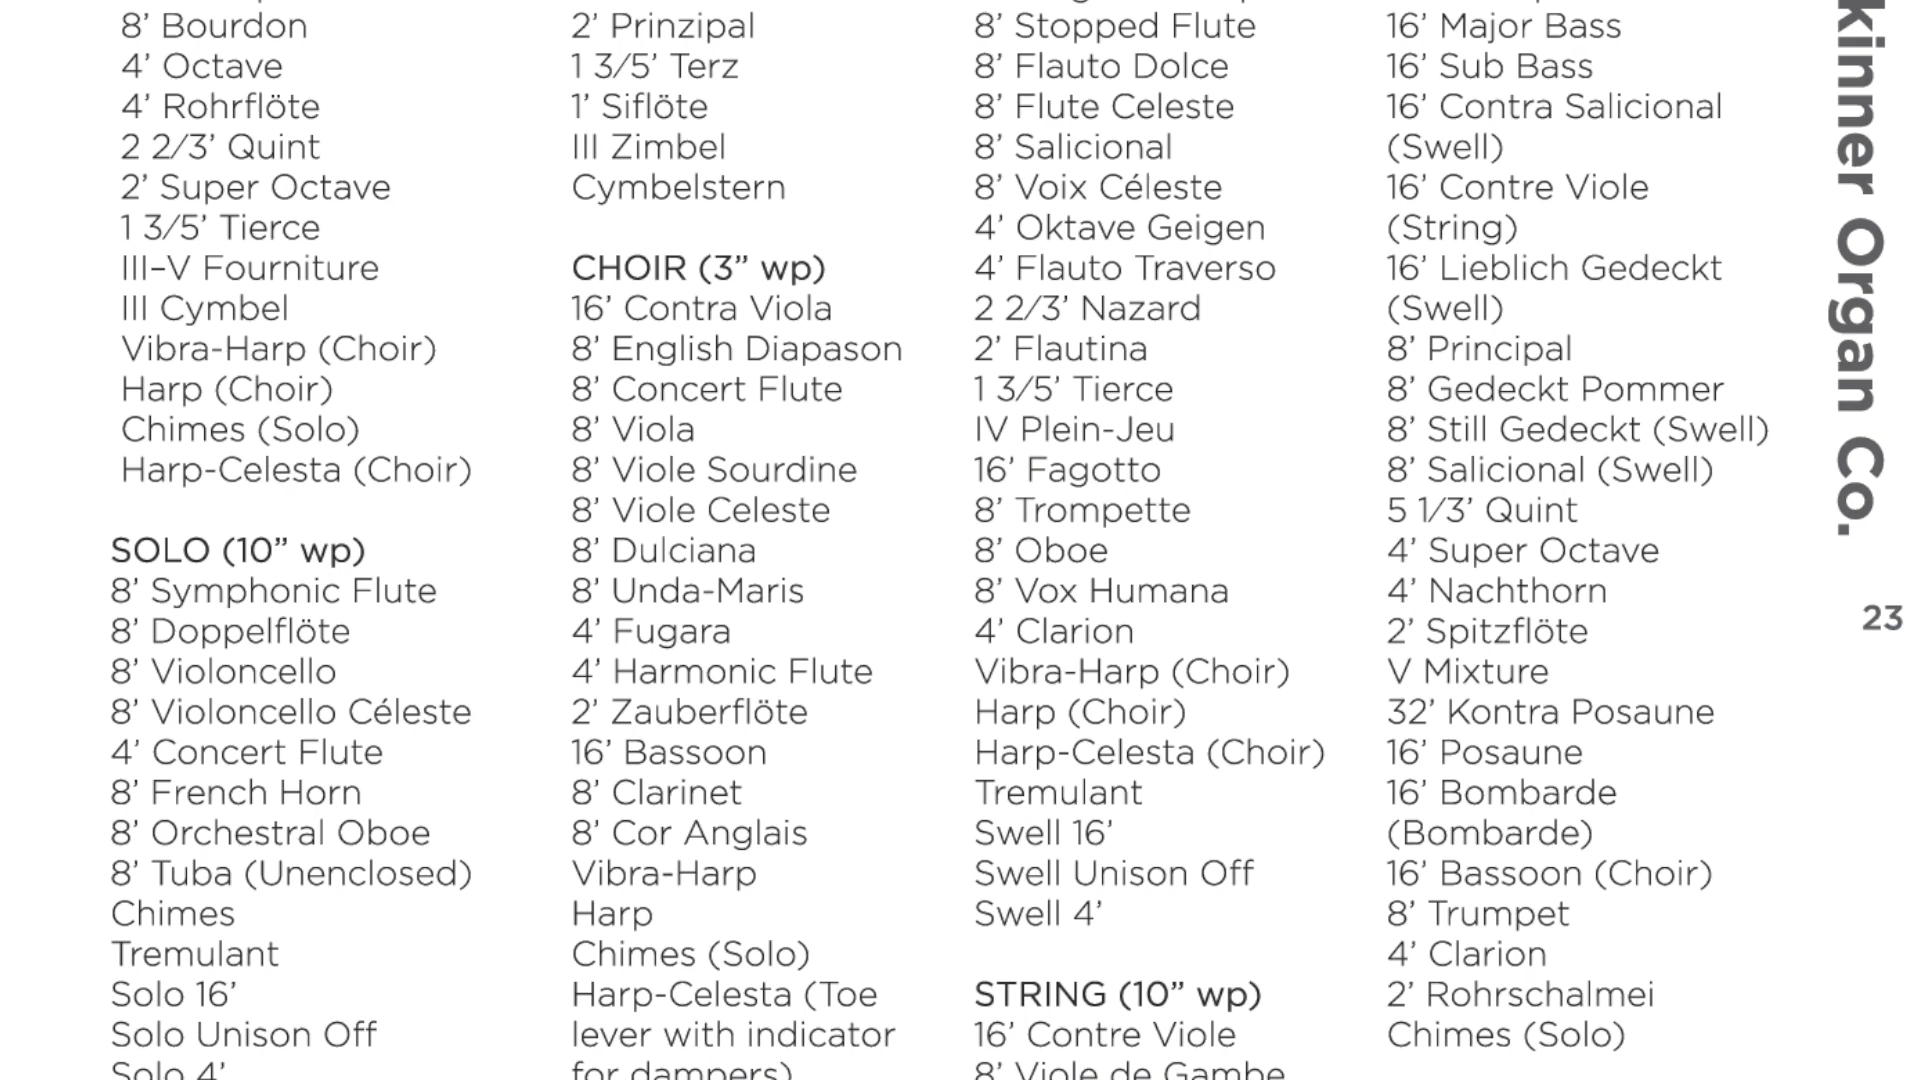 8’ Bourdon
4’ Octave
4’ Rohrflöte
2 2/3’ Quint
2’ Super Octave
1 3/5’ Tierce
III–V Fourniture
III Cymbel
Vibra-Harp (Choir)
Harp (Choir)
Chimes (Solo)
Harp-Celesta (Choir)
SOLO (10” wp)
8’ Symphonic Flute
8’ Doppelflöte
8’ Violoncello
8’ Violoncello Céleste
4’ Concert Flute
8’ French Horn
8’ Orchestral Oboe
8’ Tuba (Unenclosed)
Chimes
Tremulant
Solo 16’
Solo Unison Off
Solo 4’
2’ Prinzipal
1 3/5’ Terz
1’ Siflöte
III Zimbel
Cymbelstern
CHOIR (3” wp)
16’ Contra Viola
8’ English Diapason
8’ Concert Flute
8’ Viola
8’ Viole Sourdine
8’ Viole Celeste
8’ Dulciana
8’ Unda-Maris
4’ Fugara
4’ Harmonic Flute
2’ Zauberflöte
16’ Bassoon
8’ Clarinet
8’ Cor Anglais
Vibra-Harp
Harp
Chimes (Solo)
Harp-Celesta (Toe
lever with indicator
for dampers)
8’ Stopped Flute
8’ Flauto Dolce
8’ Flute Celeste
8’ Salicional
8’ Voix Céleste
4’ Oktave Geigen
4’ Flauto Traverso
2 2/3’ Nazard
2’ Flautina
1 3/5’ Tierce
IV Plein-Jeu
16’ Fagotto
8’ Trompette
8’ Oboe
8’ Vox Humana
4’ Clarion
Vibra-Harp (Choir)
Harp (Choir)
Harp-Celesta (Choir)
Tremulant
Swell 16’
Swell Unison Off
Swell 4’
STRING (10” wp)
16’ Contre Viole
8’ Viole de Gambe
16’ Major Bass
16’ Sub Bass
16’ Contra Salicional
(Swell)
16’ Contre Viole
(String)
16’ Lieblich Gedeckt
(Swell)
8’ Principal
8’ Gedeckt Pommer
8’ Still Gedeckt (Swell)
8’ Salicional (Swell)
5 1/3’ Quint
4’ Super Octave
4’ Nachthorn
2’ Spitzflöte
V Mixture
32’ Kontra Posaune
16’ Posaune
16’ Bombarde
(Bombarde)
16’ Bassoon (Choir)
8’ Trumpet
4’ Clarion
2’ Rohrschalmei
Chimes (Solo)
kinner Organ Co.
23